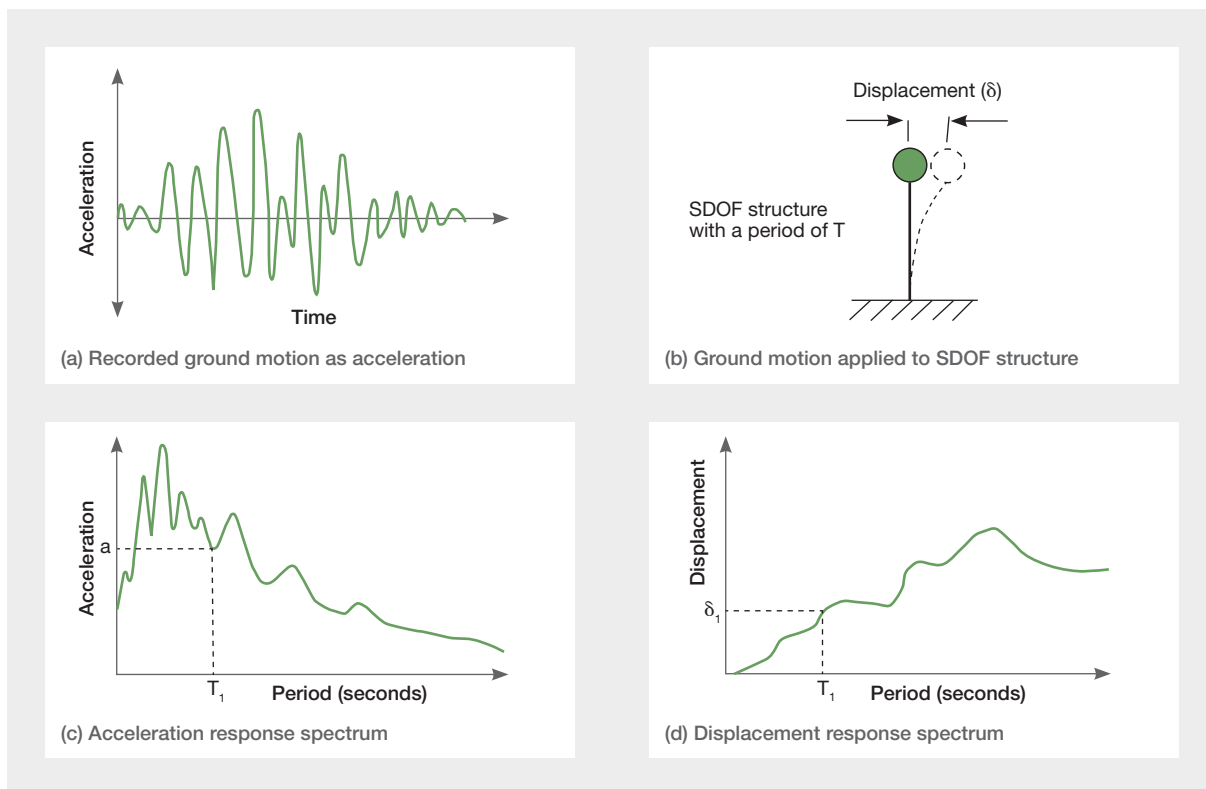 Acceleration
Time
(a) Recorded ground motion as acceleration
Displacement (δ)
SDOF structure
with a period of T
(b) Ground motion applied to SDOF structure
Acceleration
a
T₁
Period (seconds)
(c) Acceleration response spectrum
Displacement
δ₁
T₁
Period (seconds)
(d) Displacement response spectrum